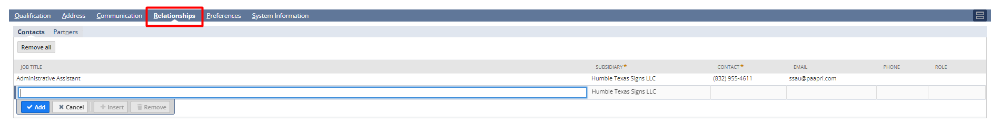 Qualification Address Communication Relationships Preferences System Information
Contacts Partners
Remove all
JOB TITLE SUBSIDIARY * CONTACT * EMAIL PHONE ROLE
Administrative Assistant Humble Texas Signs LLC (832) 955-4611 ssau@paapri.com
Humble Texas Signs LLC
Add Cancel Insert Remove